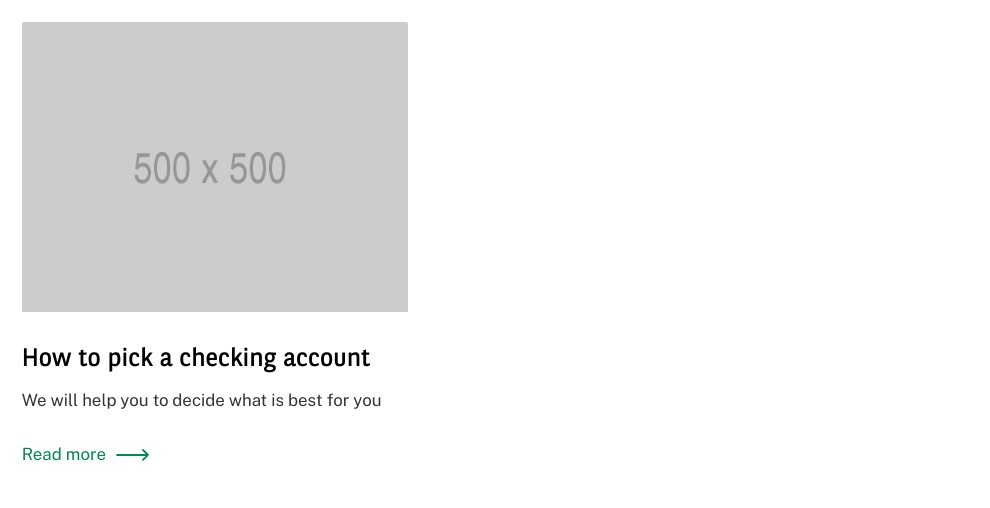 500 x 500
How to pick a checking account
We will help you to decide what is best for you
Read more